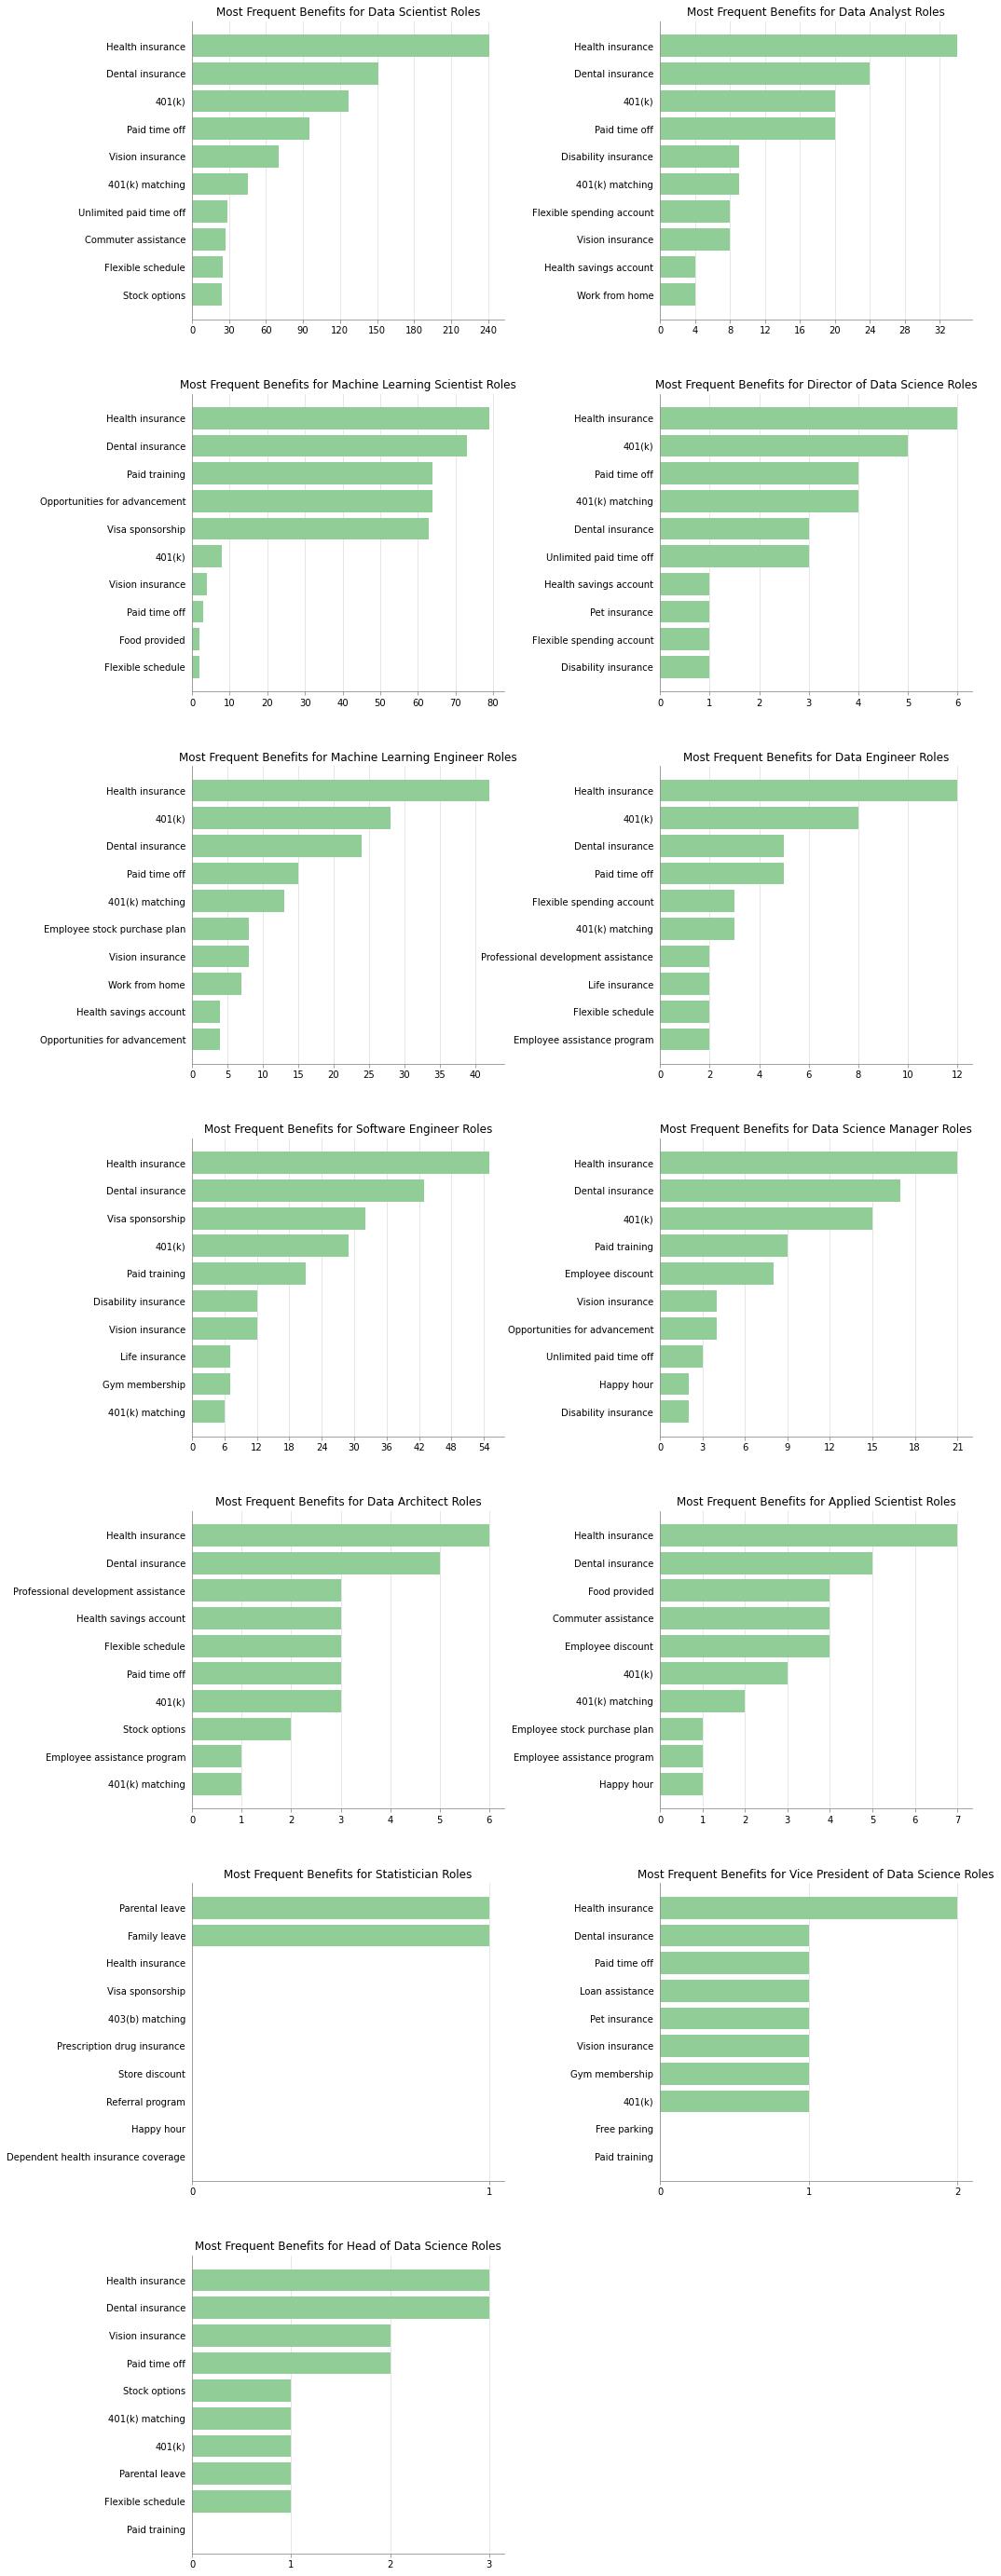 Most Frequent Benefits for Data Scientist Roles
Health insurance
Dental insurance
401(k)
Paid time off
Vision insurance
401(k) matching
Unlimited paid time off
Commuter assistance
Flexible schedule
Stock options
0 30 60 90 120 150 180 210 240
Most Frequent Benefits for Data Analyst Roles
Health insurance
Dental insurance
401(k)
Paid time off
Disability insurance
401(k) matching
Flexible spending account
Vision insurance
Health savings account
Work from home
0 4 8 12 16 20 24 28 32
Most Frequent Benefits for Machine Learning Scientist Roles
Health insurance
Dental insurance
Paid training
Opportunities for advancement
Visa sponsorship
401(k)
Vision insurance
Paid time off
Food provided
Flexible schedule
0 10 20 30 40 50 60 70 80
Most Frequent Benefits for Director of Data Science Roles
Health insurance
401(k)
Paid time off
401(k) matching
Dental insurance
Unlimited paid time off
Health savings account
Pet insurance
Flexible spending account
Disability insurance
0 1 2 3 4 5 6
Most Frequent Benefits for Machine Learning Engineer Roles
Health insurance
401(k)
Dental insurance
Paid time off
401(k) matching
Employee stock purchase plan
Vision insurance
Work from home
Health savings account
Opportunities for advancement
0 5 10 15 20 25 30 35 40
Most Frequent Benefits for Data Engineer Roles
Health insurance
401(k)
Dental insurance
Paid time off
Flexible spending account
401(k) matching
Professional development assistance
Life insurance
Flexible schedule
Employee assistance program
0 2 4 6 8 10 12
Most Frequent Benefits for Software Engineer Roles
Health insurance
Dental insurance
Visa sponsorship
401(k)
Paid training
Disability insurance
Vision insurance
Life insurance
Gym membership
401(k) matching
0 6 12 18 24 30 36 42 48 54
Most Frequent Benefits for Data Science Manager Roles
Health insurance
Dental insurance
401(k)
Paid training
Employee discount
Vision insurance
Opportunities for advancement
Unlimited paid time off
Happy hour
Disability insurance
0 3 6 9 12 15 18 21
Most Frequent Benefits for Data Architect Roles
Health insurance
Dental insurance
Professional development assistance
Health savings account
Flexible schedule
Paid time off
401(k)
Stock options
Employee assistance program
401(k) matching
0 1 2 3 4 5 6
Most Frequent Benefits for Applied Scientist Roles
Health insurance
Dental insurance
Food provided
Commuter assistance
Employee discount
401(k)
401(k) matching
Employee stock purchase plan
Employee assistance program
Happy hour
0 1 2 3 4 5 6 7
Most Frequent Benefits for Statistician Roles
Parental leave
Family leave
Health insurance
Visa sponsorship
403(b) matching
Prescription drug insurance
Store discount
Referral program
Happy hour
Dependent health insurance coverage
0 1
Most Frequent Benefits for Vice President of Data Science Roles
Health insurance
Dental insurance
Paid time off
Loan assistance
Pet insurance
Vision insurance
Gym membership
401(k)
Free parking
Paid training
0 1 2
Most Frequent Benefits for Head of Data Science Roles
Health insurance
Dental insurance
Vision insurance
Paid time off
Stock options
401(k) matching
401(k)
Parental leave
Flexible schedule
Paid training
0 1 2 3